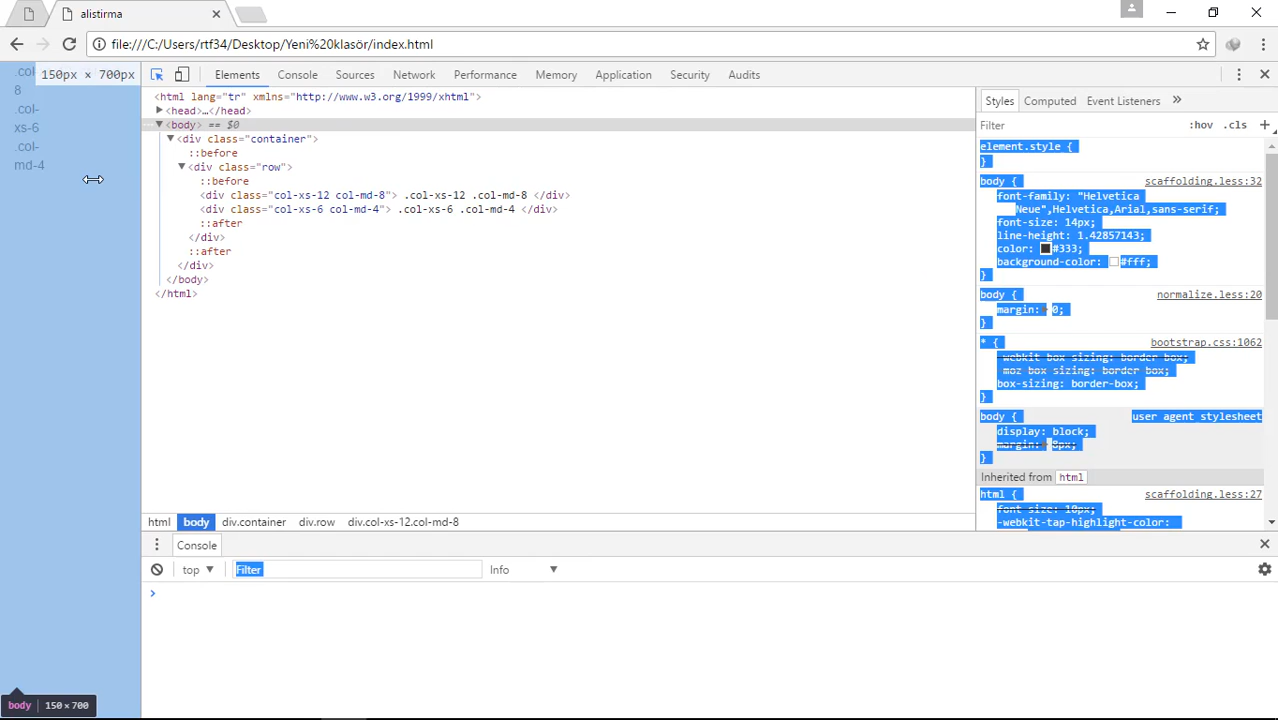 alistirma
file:///C:/Users/rtf34/Desktop/Yeni%20klasör/index.html
150px × 700px
8
.col-
xs-6
.col-
md-4
Elements Console Sources Network Performance Memory Application Security Audits
<html lang="tr" xmlns="http://www.w3.org/1999/xhtml">
<head>…</head>
<body> == $0
<div class="container">
::before
<div class="row">
::before
<div class="col-xs-12 col-md-8"> .col-xs-12 .col-md-8 </div>
<div class="col-xs-6 col-md-4"> .col-xs-6 .col-md-4 </div>
::after
</div>
::after
</div>
</body>
</html>
html body div.container div.row div.col-xs-12.col-md-8
Styles Computed Event Listeners »
Filter :hov .cls +
element.style {
}
body { scaffolding.less:32
font-family: "Helvetica
Neue",Helvetica,Arial,sans-serif;
font-size: 14px;
line-height: 1.42857143;
color: #333;
background-color: #fff;
}
body { normalize.less:20
margin: 0;
}
* { bootstrap.css:1062
-webkit-box-sizing: border-box;
-moz-box-sizing: border-box;
box-sizing: border-box;
}
body { user agent stylesheet
display: block;
margin: 8px;
}
Inherited from html
html { scaffolding.less:27
font-size: 10px;
-webkit-tap-highlight-color:
Console
top Filter Info
body 150×700